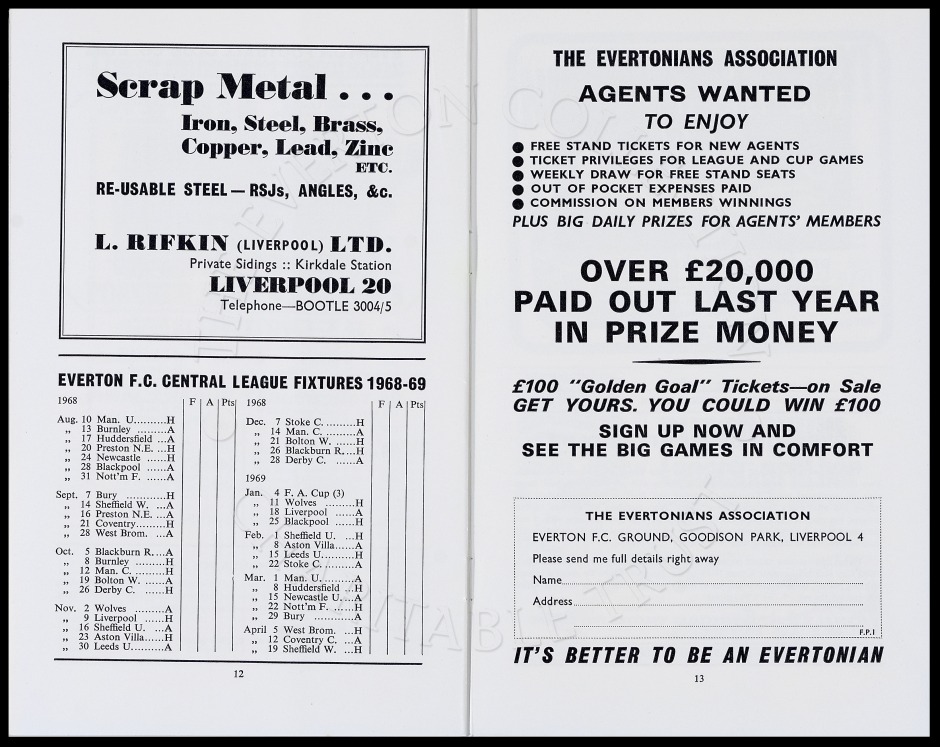 Scrap Metal . . .
Iron, Steel, Brass,
Copper, Lead, Zinc
ETC.
RE-USABLE STEEL — RSJs, ANGLES, &c.
L. RIFKIN (LIVERPOOL) LTD.
Private Sidings :: Kirkdale Station
LIVERPOOL 20
Telephone—BOOTLE 3004/5
EVERTON F.C. CENTRAL LEAGUE FIXTURES 1968-69
1968 F A Pts
Aug. 10 Man. U. ........H
„ 13 Burnley .........A
„ 17 Huddersfield ...A
„ 20 Preston N.E. ...H
„ 24 Newcastle ......H
„ 28 Blackpool ......A
„ 31 Nott'm F. ......A
Sept. 7 Bury ...........H
„ 14 Sheffield W. ...A
„ 16 Preston N.E. ...A
„ 21 Coventry.........H
„ 28 West Brom. ...A
Oct. 5 Blackburn R. ...A
„ 8 Burnley .........H
„ 12 Man. C. .........H
„ 19 Bolton W. ......A
„ 26 Derby C. .......H
Nov. 2 Wolves .........A
„ 9 Liverpool ......H
„ 16 Sheffield U. ...A
„ 23 Aston Villa......H
„ 30 Leeds U..........A
1968 F A Pts
Dec. 7 Stoke C. .........H
„ 14 Man. C. .........A
„ 21 Bolton W. ......H
„ 26 Blackburn R. ...H
„ 28 Derby C. ......A
1969
Jan. 4 F. A. Cup (3)
„ 11 Wolves .........H
„ 18 Liverpool ......A
„ 25 Blackpool ......H
Feb. 1 Sheffield U. ...H
„ 8 Aston Villa......A
„ 15 Leeds U..........H
„ 22 Stoke C. .........A
Mar. 1 Man. U..........A
„ 8 Huddersfield ...H
„ 15 Newcastle U. ...A
„ 22 Nott'm F. ......H
„ 29 Bury ............A
April 5 West Brom. ...H
„ 12 Coventry C. ...A
„ 19 Sheffield W. ...H
12
THE EVERTONIANS ASSOCIATION
AGENTS WANTED
TO ENJOY
● FREE STAND TICKETS FOR NEW AGENTS
● TICKET PRIVILEGES FOR LEAGUE AND CUP GAMES
● WEEKLY DRAW FOR FREE STAND SEATS
● OUT OF POCKET EXPENSES PAID
● COMMISSION ON MEMBERS WINNINGS
PLUS BIG DAILY PRIZES FOR AGENTS' MEMBERS
OVER £20,000
PAID OUT LAST YEAR
IN PRIZE MONEY
£100 "Golden Goal" Tickets—on Sale
GET YOURS. YOU COULD WIN £100
SIGN UP NOW AND
SEE THE BIG GAMES IN COMFORT
THE EVERTONIANS ASSOCIATION
EVERTON F.C. GROUND, GOODISON PARK, LIVERPOOL 4
Please send me full details right away
Name
Address
F.P.1
IT'S BETTER TO BE AN EVERTONIAN
13